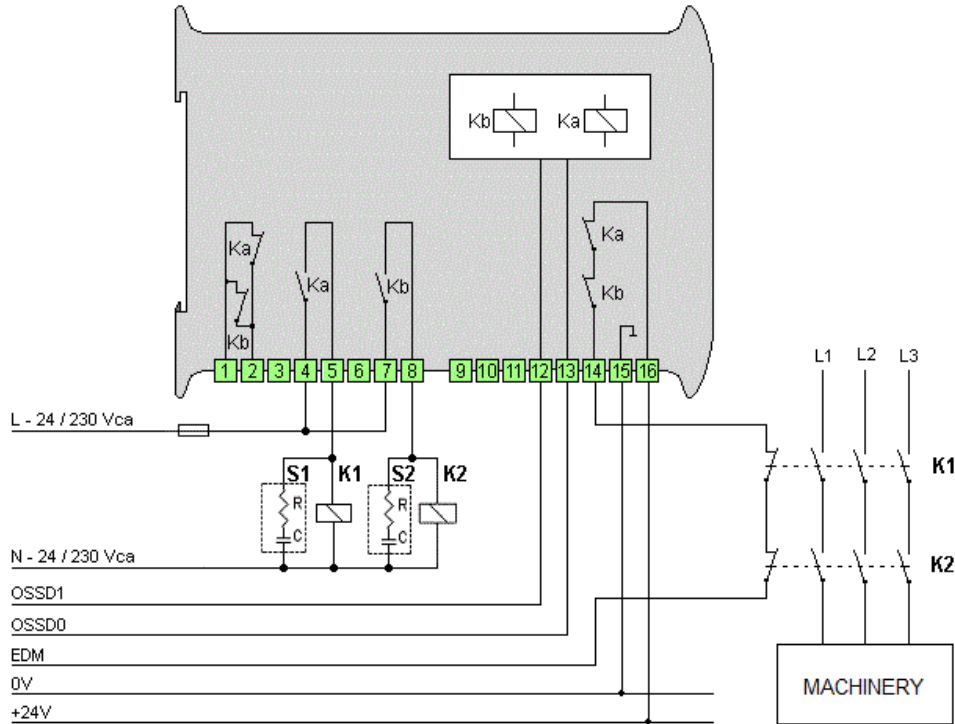 Kb Ka
Ka
Kb
Ka
Kb
Ka
Kb
1 2 3 4 5 6 7 8 9 10 11 12 13 14 15 16
L1 L2 L3
L - 24 / 230 Vca
S1 K1 S2 K2
R R
C C
K1
N - 24 / 230 Vca
K2
OSSD1
OSSD0
EDM
0V
MACHINERY
+24V